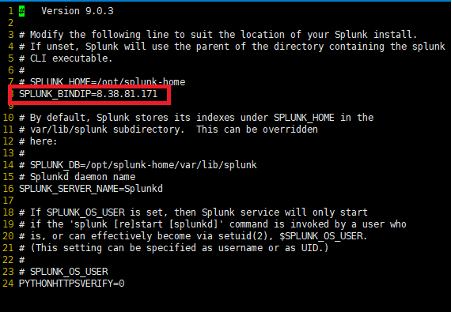 1 #   Version 9.0.3
2
3 # Modify the following line to suit the location of your Splunk install.
4 # If unset, Splunk will use the parent of the directory containing the splunk
5 # CLI executable.
6 #
7 # SPLUNK_HOME=/opt/splunk-home
8 SPLUNK_BINDIP=8.38.81.171
9
10 # By default, Splunk stores its indexes under SPLUNK_HOME in the
11 # var/lib/splunk subdirectory.  This can be overridden
12 # here:
13 #
14 # SPLUNK_DB=/opt/splunk-home/var/lib/splunk
15 # Splunkd daemon name
16 SPLUNK_SERVER_NAME=Splunkd
17
18 # If SPLUNK_OS_USER is set, then Splunk service will only start
19 # if the 'splunk [re]start [splunkd]' command is invoked by a user who
20 # is, or can effectively become via setuid(2), $SPLUNK_OS_USER.
21 # (This setting can be specified as username or as UID.)
22 #
23 # SPLUNK_OS_USER
24 PYTHONHTTPSVERIFY=0